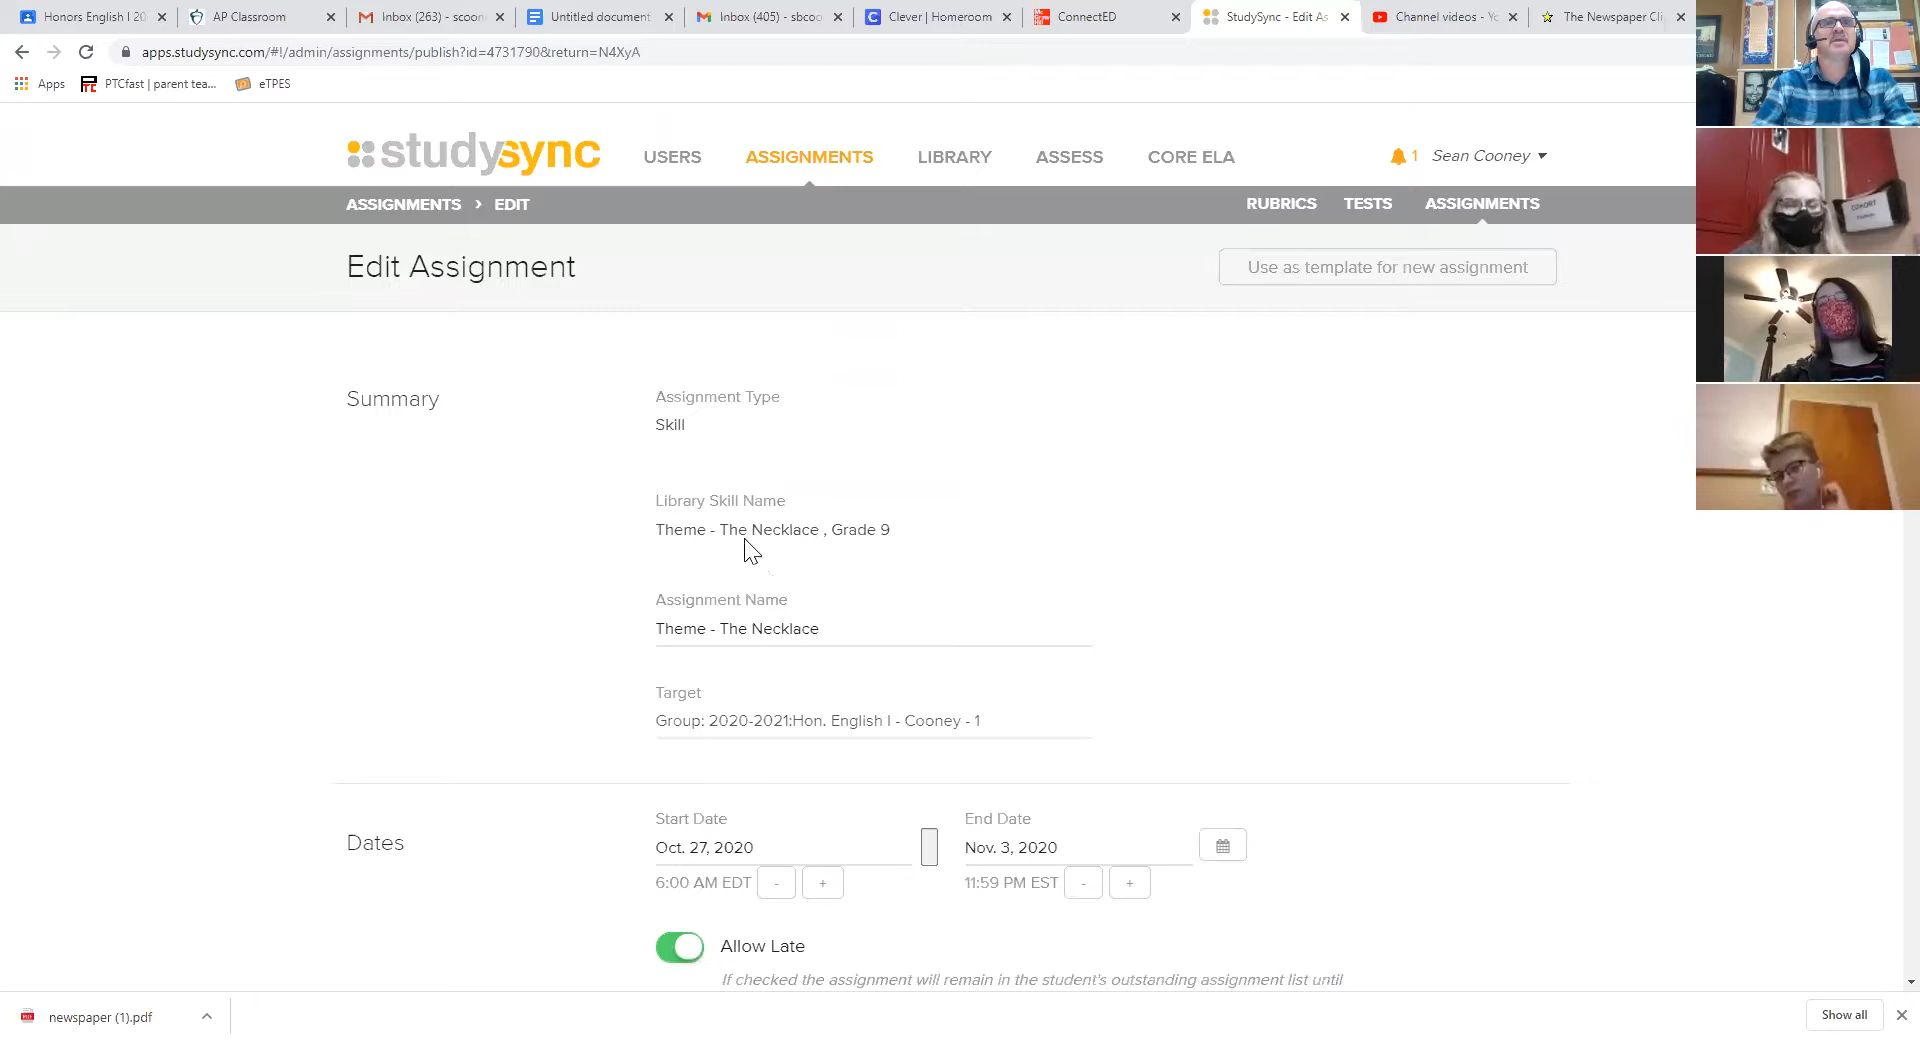 Honors English I 20
AP Classroom
Inbox (263) - scoon
Untitled document
Inbox (405) - sbcoo
Clever | Homeroom
ConnectED
StudySync - Edit As
Channel videos - Yo
The Newspaper Cli
apps.studysync.com/#!/admin/assignments/publish?id=4731790&return=N4XyA
Apps
PTCfast | parent tea...
eTPES
studysync
USERS
ASSIGNMENTS
LIBRARY
ASSESS
CORE ELA
1
Sean Cooney
ASSIGNMENTS > EDIT
RUBRICS
TESTS
ASSIGNMENTS
Edit Assignment
Use as template for new assignment
COHORT
Summary
Assignment Type
Skill
Library Skill Name
Theme - The Necklace , Grade 9
Assignment Name
Theme - The Necklace
Target
Group: 2020-2021:Hon. English I - Cooney - 1
Dates
Start Date
Oct. 27, 2020
6:00 AM EDT - +
End Date
Nov. 3, 2020
11:59 PM EST - +
Allow Late
If checked the assignment will remain in the student's outstanding assignment list until
newspaper (1).pdf
Show all